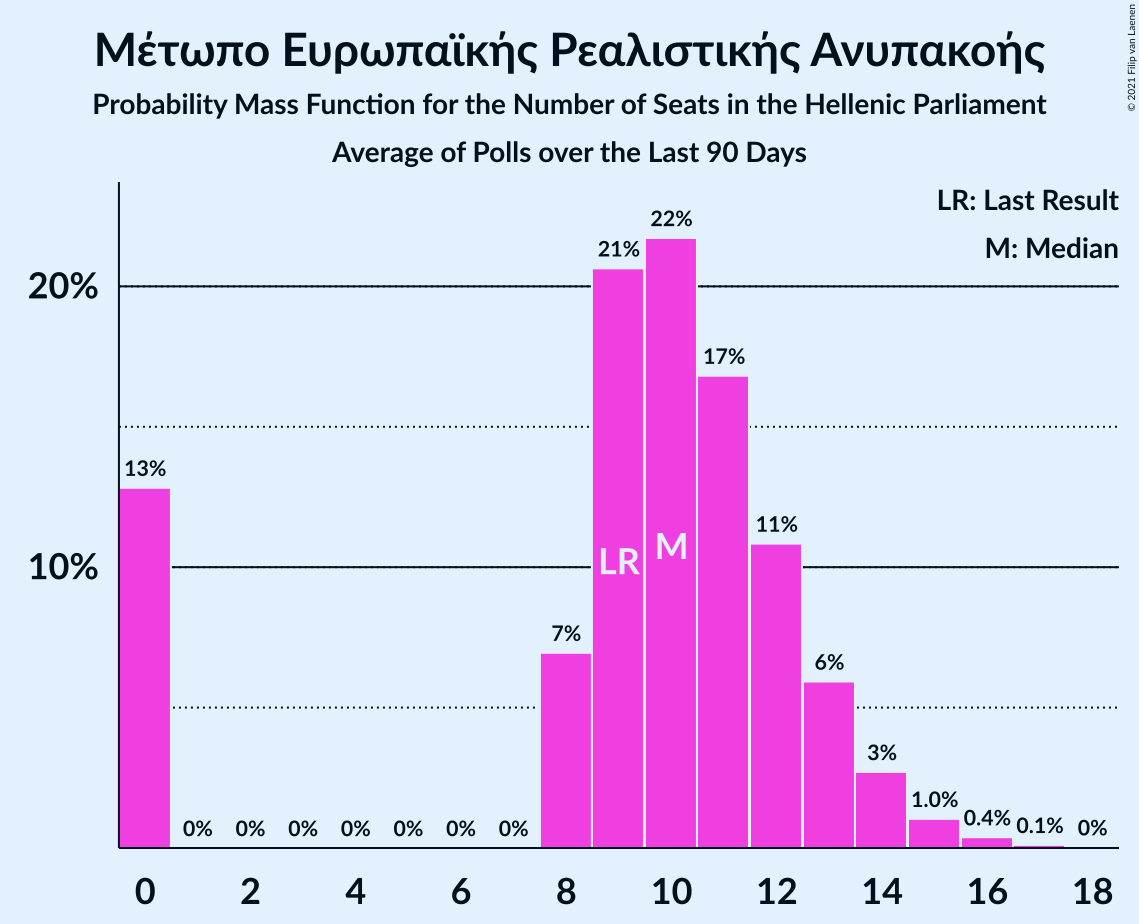 Μέτωπο Ευρωπαϊκής Ρεαλιστικής Ανυπακοής
Probability Mass Function for the Number of Seats in the Hellenic Parliament
Average of Polls over the Last 90 Days
© 2021 Filip van Laenen
LR: Last Result
M: Median
20%
10%
13%
0%
0%
0%
0%
0%
0%
0%
7%
21%
22%
17%
11%
6%
3%
1.0%
0.4%
0.1%
0%
LR
M
0 2 4 6 8 10 12 14 16 18